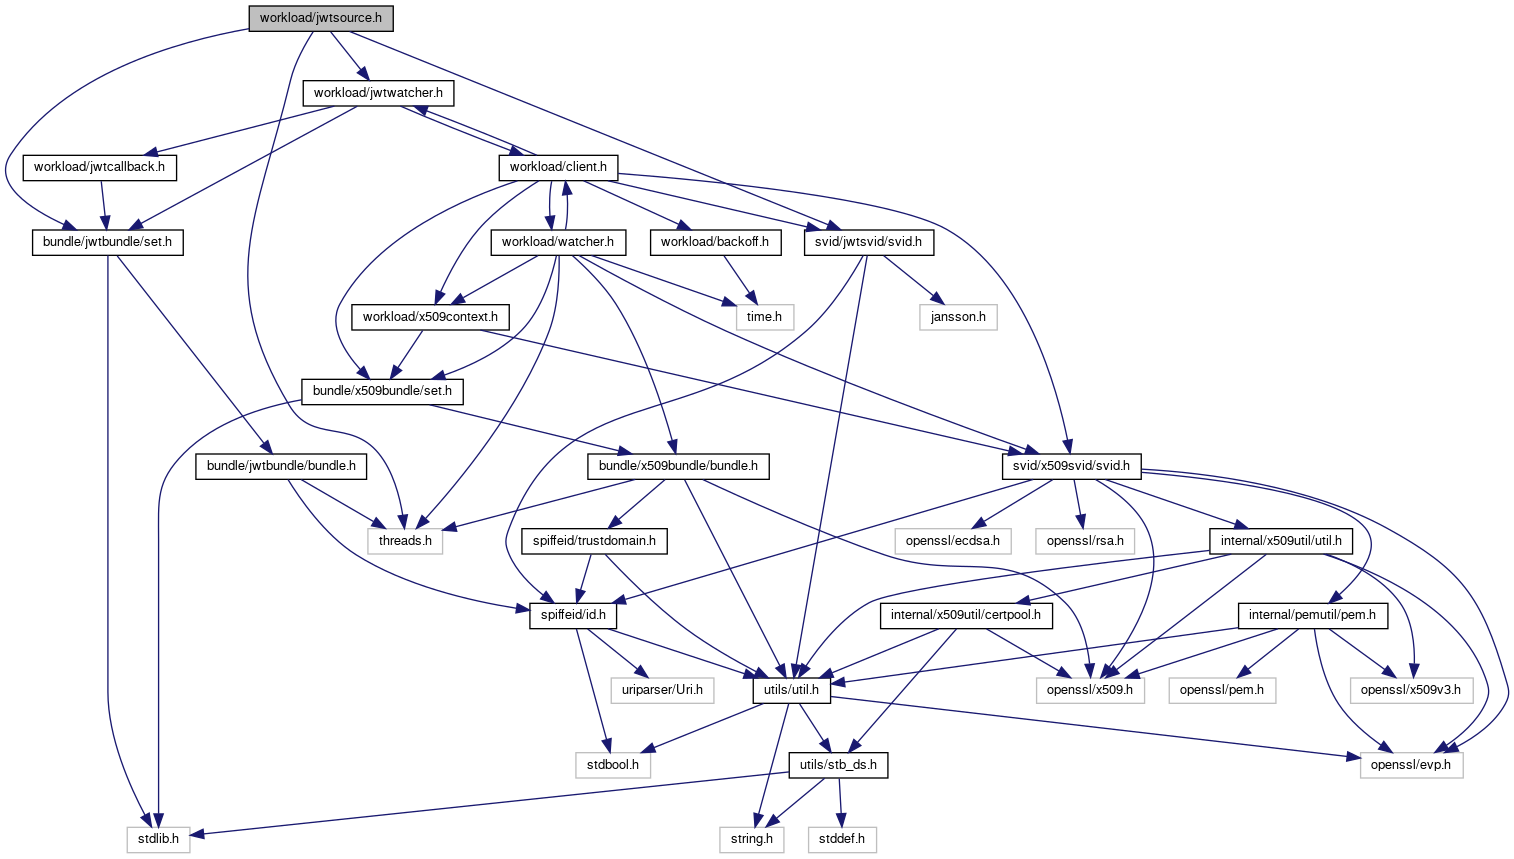 workload/jwtsource.h
workload/jwtwatcher.h
workload/jwtcallback.h
workload/client.h
bundle/jwtbundle/set.h
workload/watcher.h
workload/backoff.h
svid/jwtsvid/svid.h
workload/x509context.h
time.h
jansson.h
bundle/x509bundle/set.h
bundle/jwtbundle/bundle.h
bundle/x509bundle/bundle.h
svid/x509svid/svid.h
threads.h
spiffeid/trustdomain.h
openssl/ecdsa.h
openssl/rsa.h
internal/x509util/util.h
spiffeid/id.h
internal/x509util/certpool.h
internal/pemutil/pem.h
uriparser/Uri.h
utils/util.h
openssl/x509.h
openssl/pem.h
openssl/x509v3.h
stdbool.h
utils/stb_ds.h
openssl/evp.h
stdlib.h
string.h
stddef.h